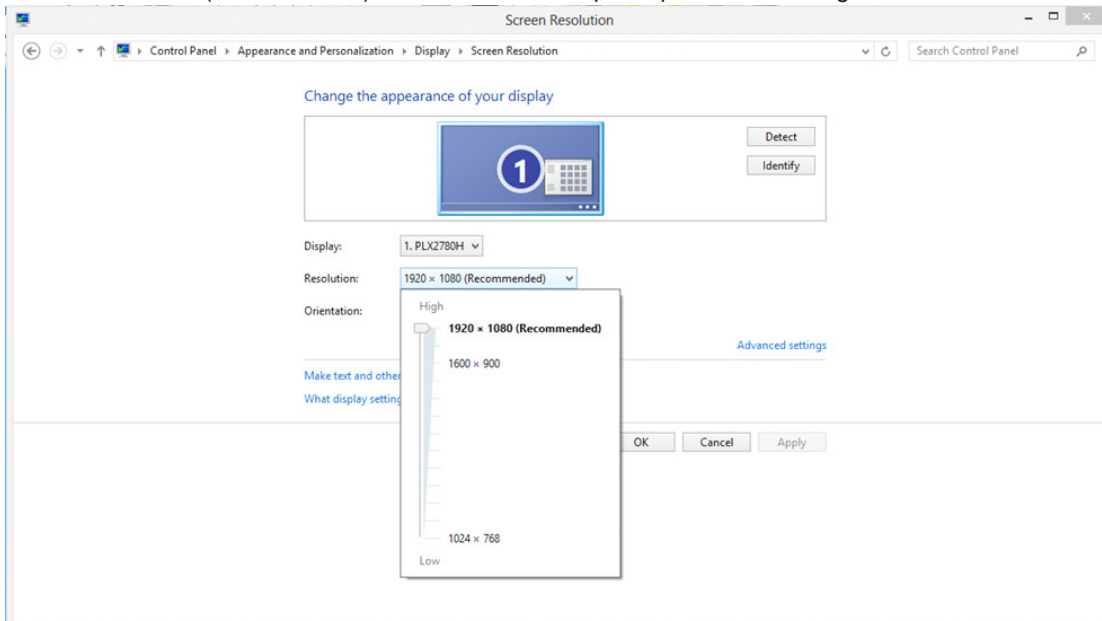 Screen Resolution
Control Panel Appearance and Personalization Display Screen Resolution
Search Control Panel
Change the appearance of your display
1
Detect
Identify
Display: 1. PLX2780H
Resolution: 1920 × 1080 (Recommended)
Orientation:
High
1920 × 1080 (Recommended)
Advanced settings
1600 × 900
Make text and other
What display setting
OK Cancel Apply
1024 × 768
Low